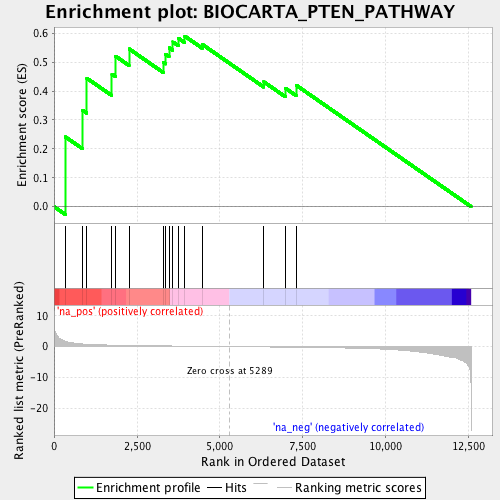 Enrichment plot: BIOCARTA_PTEN_PATHWAY
Enrichment score (ES)
0.6
0.5
0.4
0.3
0.2
0.1
0.0
'na_pos' (positively correlated)
Ranked list metric (PreRanked)
10
5
0
-5
-10
-15
-20
Zero cross at 5289
'na_neg' (negatively correlated)
0 2,500 5,000 7,500 10,000 12,500
Rank in Ordered Dataset
Enrichment profile Hits Ranking metric scores